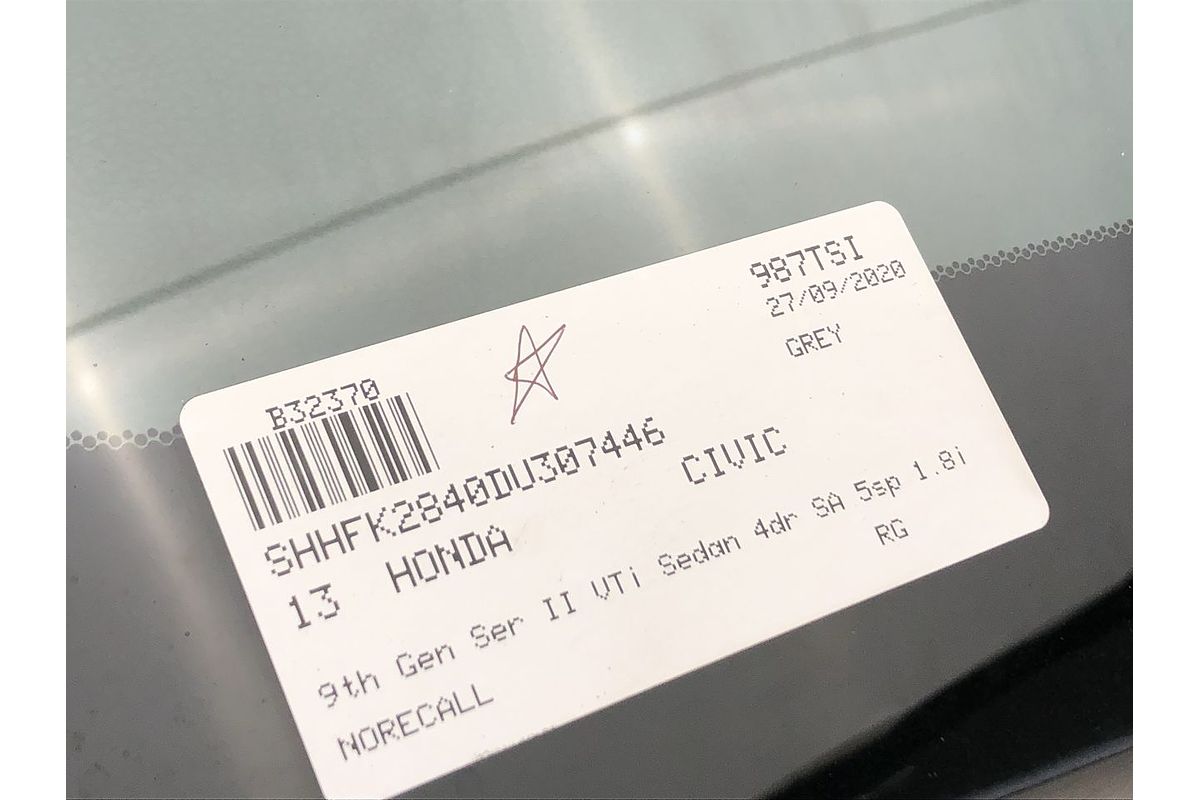 987TSI
27/09/2020
GREY
B32370
SHHFK2840DU307446
13 HONDA CIVIC
9th Gen Ser II VTi Sedan 4dr SA 5sp 1.8i
RG
NORECALL